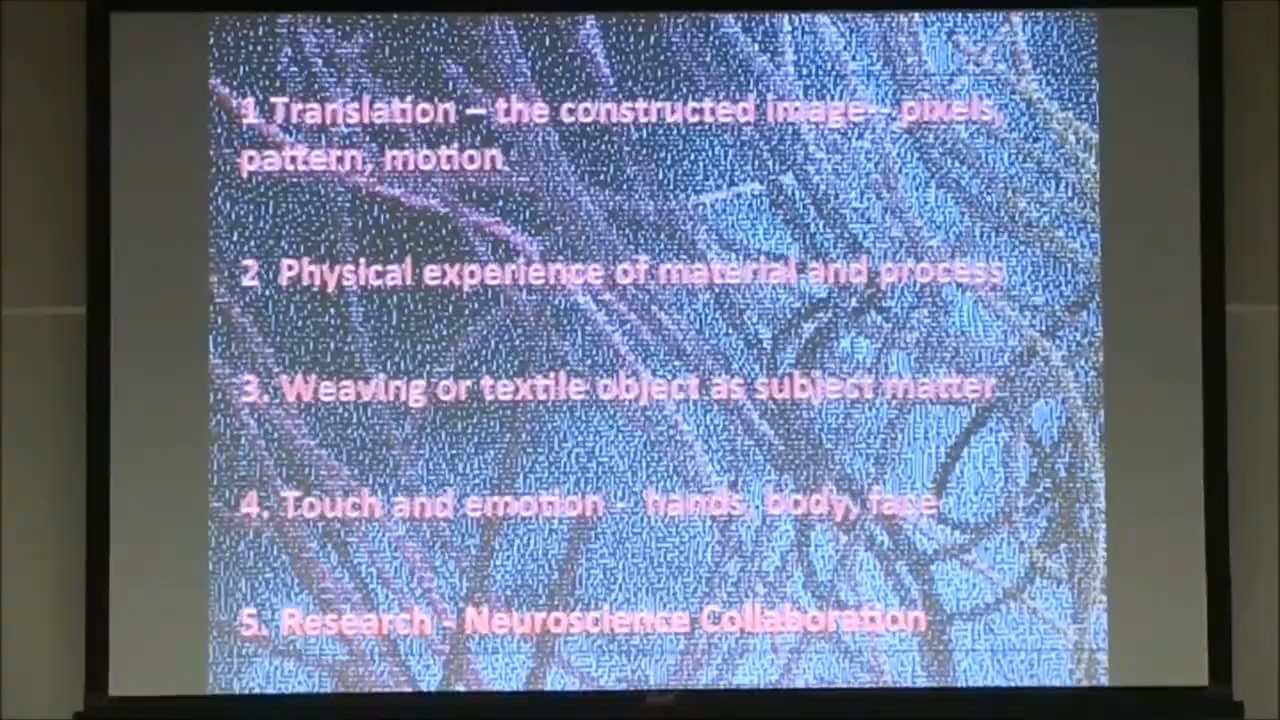 1 Translation – the constructed image- pixels,
pattern, motion
2 Physical experience of material and process
3. Weaving or textile object as subject matter
4. Touch and emotion - hands, body, face
5. Research - Neuroscience Collaboration